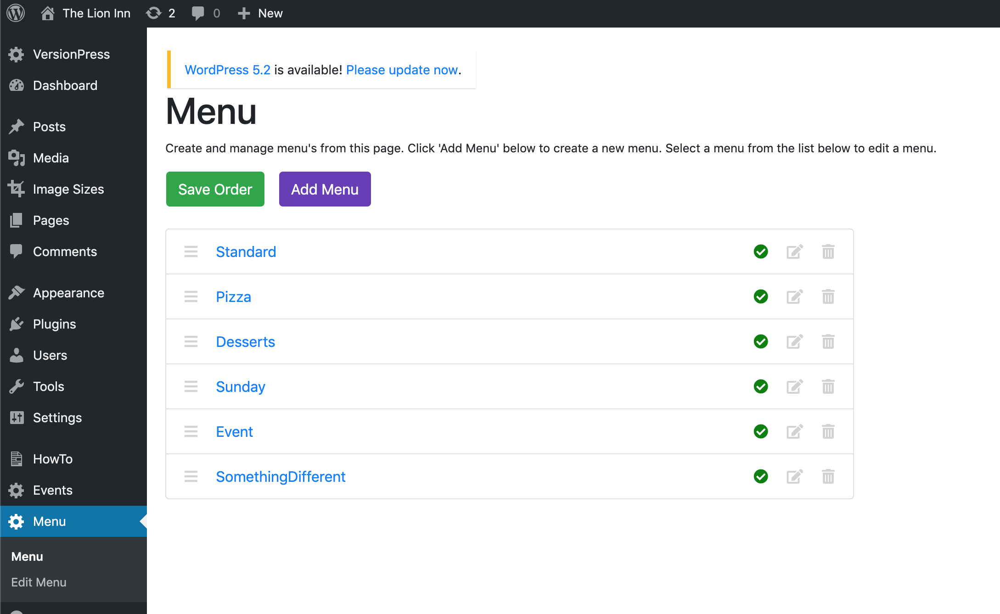 The Lion Inn 2 0 New
VersionPress
Dashboard
Posts
Media
Image Sizes
Pages
Comments
Appearance
Plugins
Users
Tools
Settings
HowTo
Events
Menu
Menu
Edit Menu
WordPress 5.2 is available! Please update now.
Menu
Create and manage menu's from this page. Click 'Add Menu' below to create a new menu. Select a menu from the list below to edit a menu.
Save Order Add Menu
Standard
Pizza
Desserts
Sunday
Event
SomethingDifferent